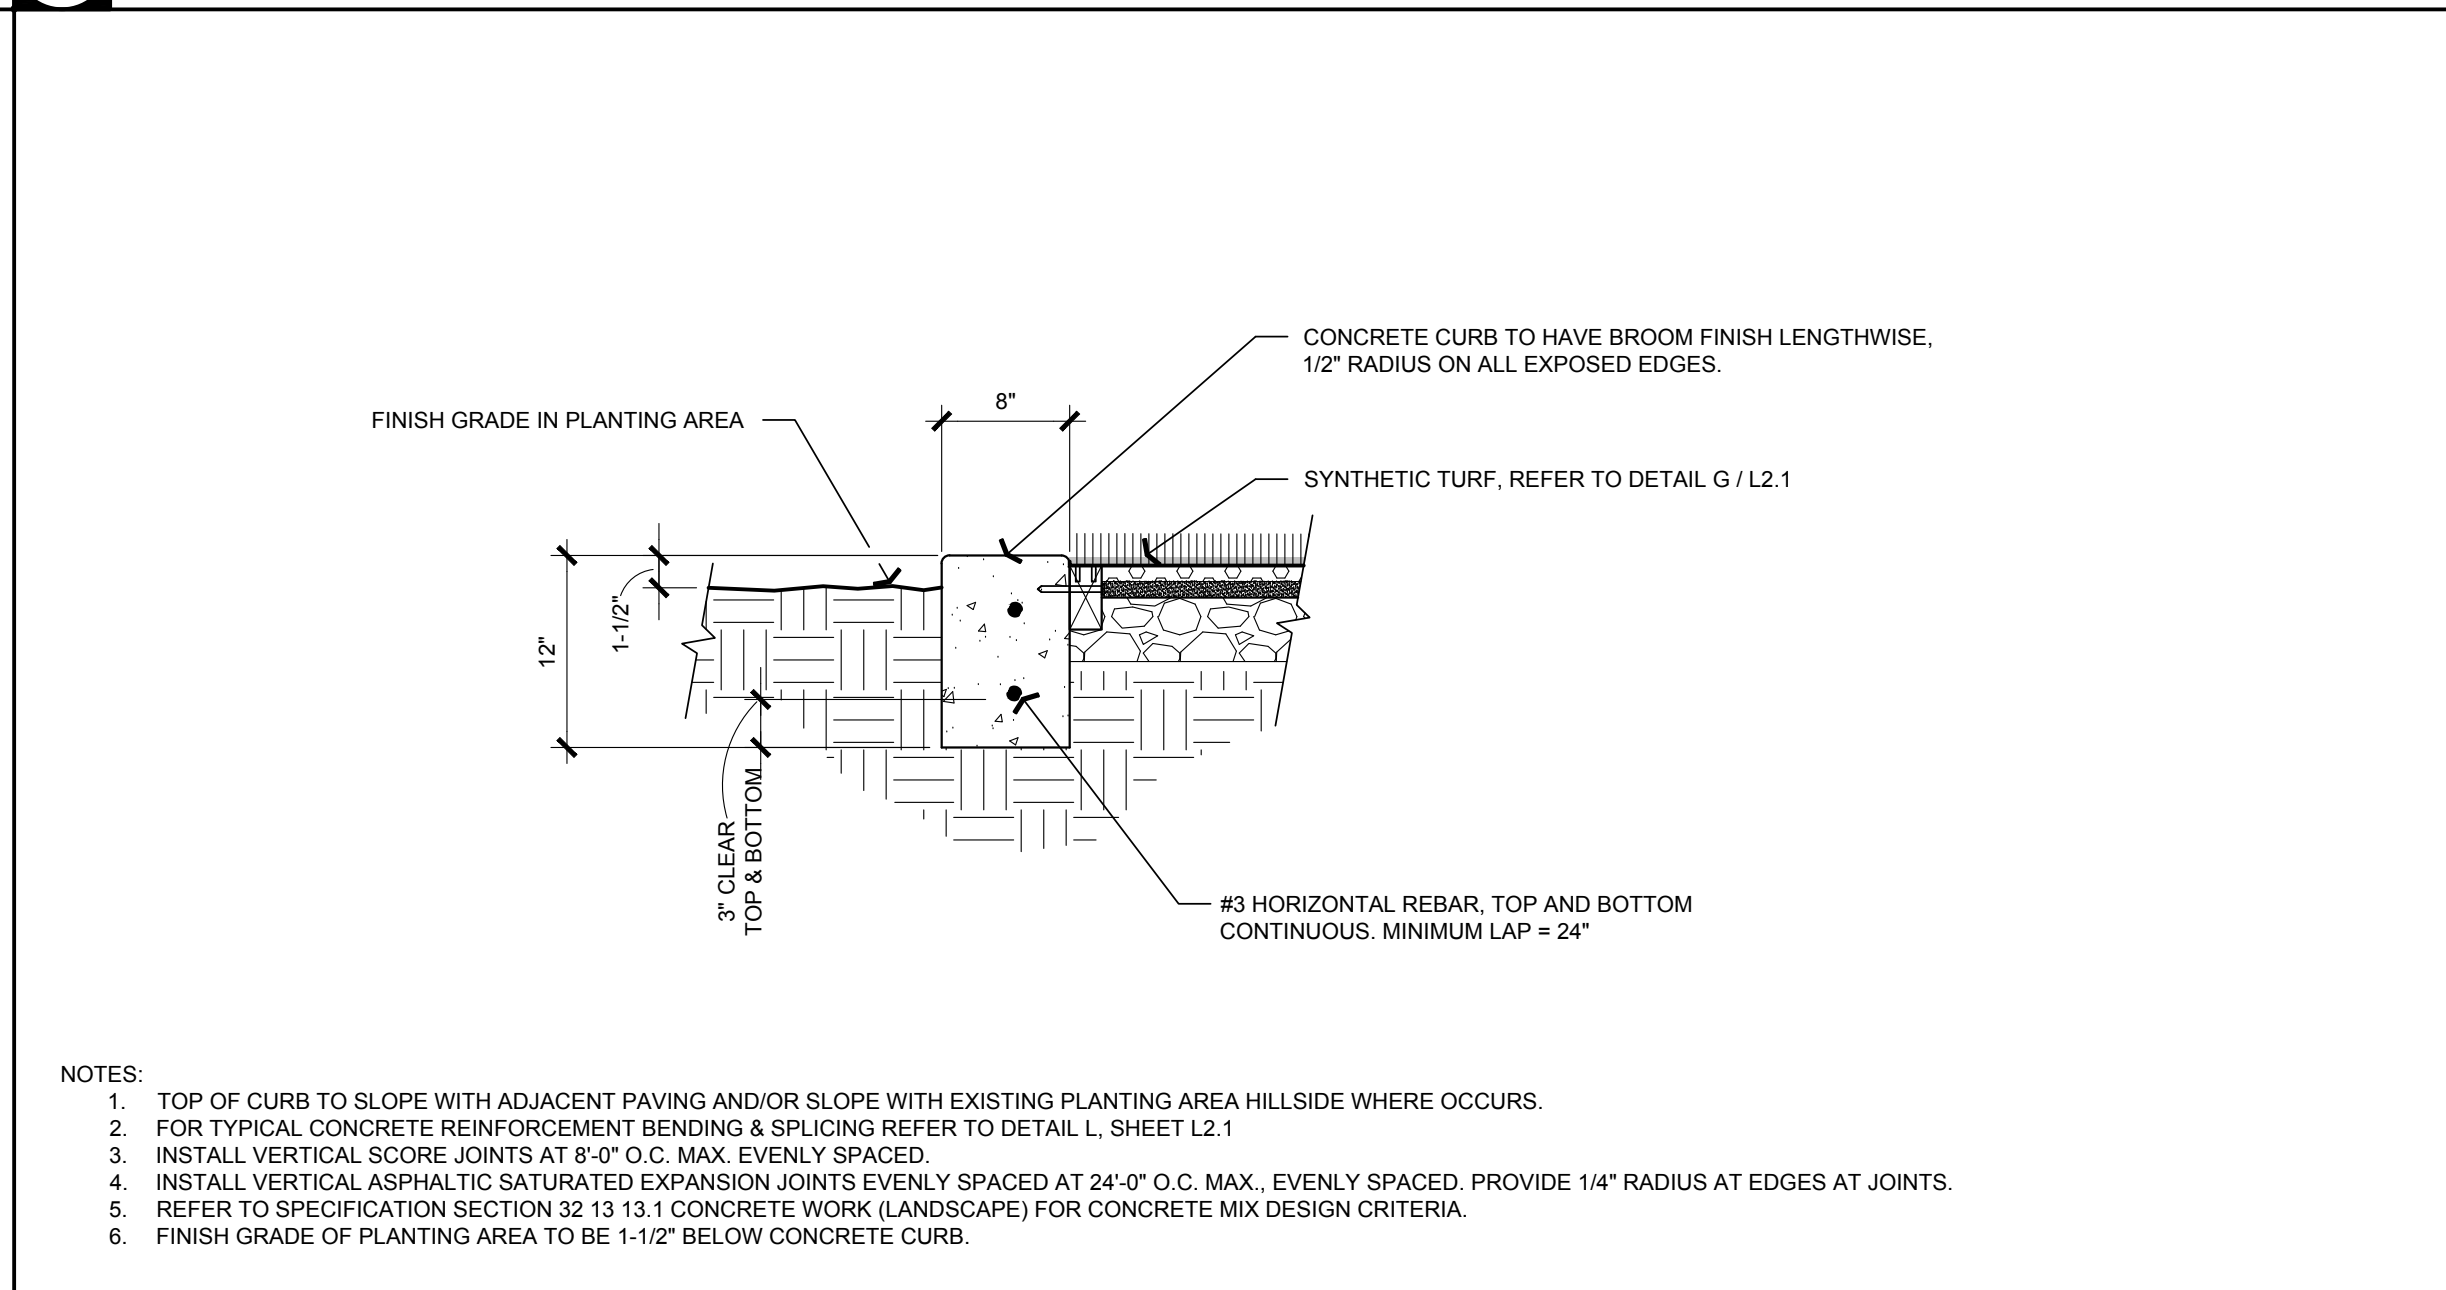 CONCRETE CURB TO HAVE BROOM FINISH LENGTHWISE,
1/2" RADIUS ON ALL EXPOSED EDGES.
8"
FINISH GRADE IN PLANTING AREA
SYNTHETIC TURF, REFER TO DETAIL G / L2.1
1-1/2"
12"
3" CLEAR
TOP & BOTTOM
#3 HORIZONTAL REBAR, TOP AND BOTTOM
CONTINUOUS. MINIMUM LAP = 24"
NOTES:
1. TOP OF CURB TO SLOPE WITH ADJACENT PAVING AND/OR SLOPE WITH EXISTING PLANTING AREA HILLSIDE WHERE OCCURS.
2. FOR TYPICAL CONCRETE REINFORCEMENT BENDING & SPLICING REFER TO DETAIL L, SHEET L2.1
3. INSTALL VERTICAL SCORE JOINTS AT 8'-0" O.C. MAX. EVENLY SPACED.
4. INSTALL VERTICAL ASPHALTIC SATURATED EXPANSION JOINTS EVENLY SPACED AT 24'-0" O.C. MAX., EVENLY SPACED. PROVIDE 1/4" RADIUS AT EDGES AT JOINTS.
5. REFER TO SPECIFICATION SECTION 32 13 13.1 CONCRETE WORK (LANDSCAPE) FOR CONCRETE MIX DESIGN CRITERIA.
6. FINISH GRADE OF PLANTING AREA TO BE 1-1/2" BELOW CONCRETE CURB.